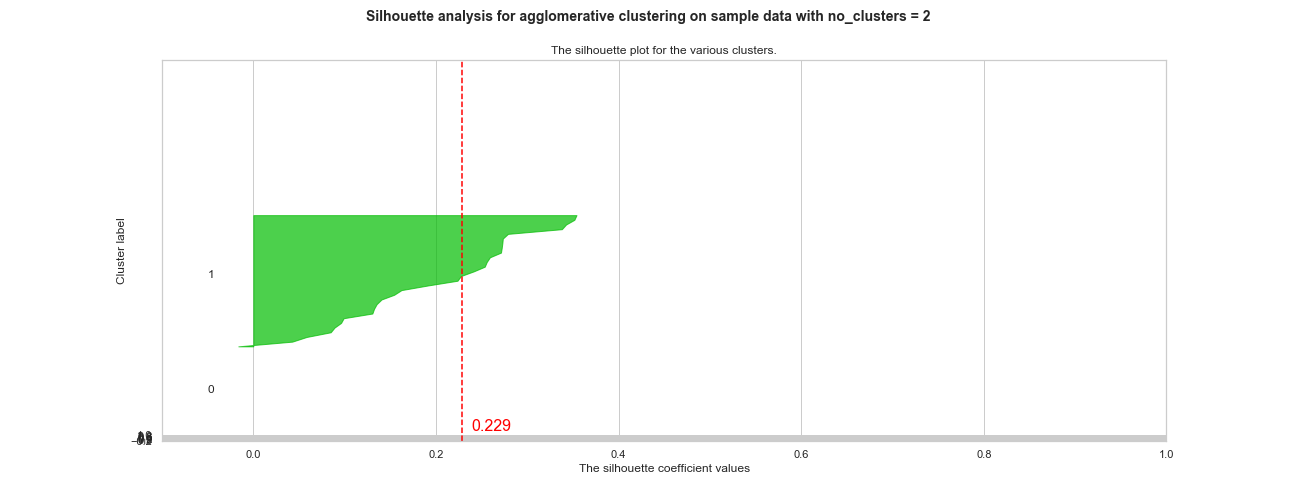 Silhouette analysis for agglomerative clustering on sample data with no_clusters = 2
The silhouette plot for the various clusters.
Cluster label
1
0
0.229
0.0 0.2 0.4 0.6 0.8 1.0
The silhouette coefficient values